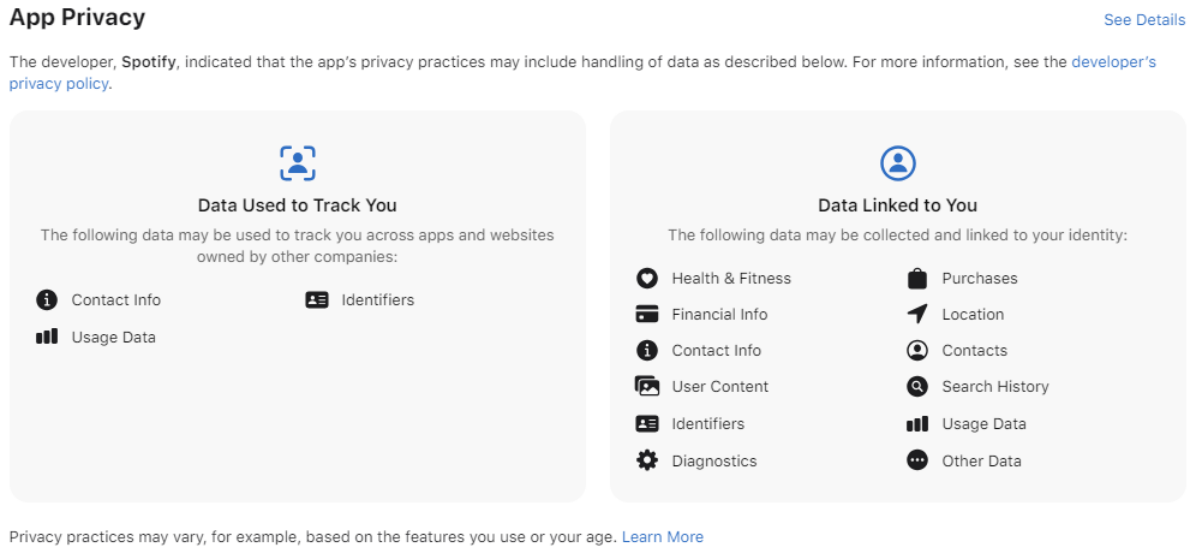 App Privacy
See Details
The developer, Spotify, indicated that the app's privacy practices may include handling of data as described below. For more information, see the developer's
privacy policy.
Data Used to Track You
The following data may be used to track you across apps and websites
owned by other companies:
Contact Info
Identifiers
Usage Data
Data Linked to You
The following data may be collected and linked to your identity:
Health & Fitness
Purchases
Financial Info
Location
Contact Info
Contacts
User Content
Search History
Identifiers
Usage Data
Diagnostics
Other Data
Privacy practices may vary, for example, based on the features you use or your age. Learn More